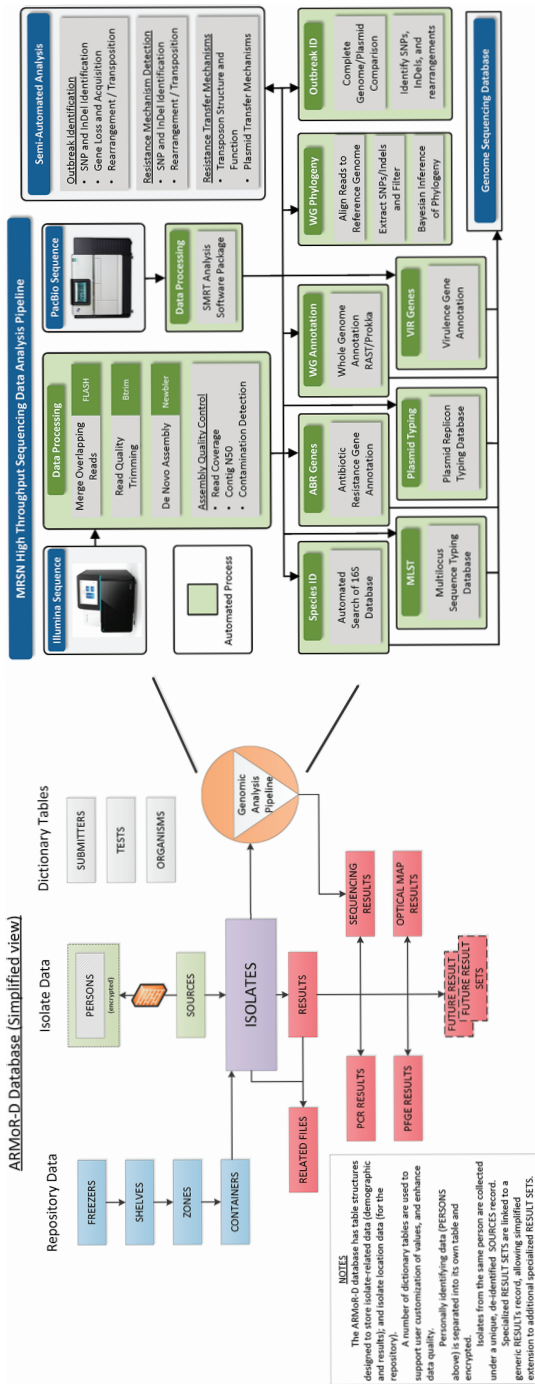 ARMoR-D Database (Simplified view)
Repository Data
Isolate Data
Dictionary Tables
FREEZERS
SHELVES
ZONES
CONTAINERS
PERSONS
(encrypted)
SOURCES
ISOLATES
RESULTS
RELATED FILES
SUBMITTERS
TESTS
ORGANISMS
Genomic
Analysis
Pipeline
PCR RESULTS
SEQUENCING
RESULTS
PFGE RESULTS
OPTICAL MAP
RESULTS
FUTURE RESULT
FUTURE RESULT
SETS
NOTES
The ARMoR-D database has table structures
designed to store isolate-related data (demographic
and results); and isolate location data (for the
repository).
A number of dictionary tables are used to
support user customization of values, and enhance
data quality.
Personally identifying data (PERSONS
above) is separated into its own table and
encrypted.
Isolates from the same person are collected
under a unique, de-identified SOURCES record.
Specialized RESULT SETS are linked to a
generic RESULTs record, allowing simplified
extension to additional specialized RESULT SETS.
MRSN High Throughput Sequencing Data Analysis Pipeline
Illumina Sequence
Automated Process
Data Processing
Merge Overlapping
Reads
FLASH
Read Quality
Trimming
Btrim
De Novo Assembly
Newbler
Assembly Quality Control
• Read Coverage
• Contig N50
• Contamination Detection
PacBio Sequence
Data Processing
SMRT Analysis
Software Package
Semi-Automated Analysis
Outbreak Identification
• SNP and InDel Identification
• Gene Loss and Acquisition
• Rearrangement / Transposition
Resistance Mechanism Detection
• SNP and InDel Identification
• Rearrangement / Transposition
Resistance Transfer Mechanisms
• Transposon Structure and
Function
• Plasmid Transfer Mechanisms
Species ID
Automated
Search of 16S
Database
ABR Genes
Antibiotic
Resistance Gene
Annotation
WG Annotation
Whole Genome
Annotation
RAST/Prokka
WG Phylogeny
Align Reads to
Reference Genome
Extract SNPs/Indels
and Filter
Bayesian Inference
of Phylogeny
Outbreak ID
Complete
Genome/Plasmid
Comparison
Identify SNPs,
InDels, and
rearrangements
MLST
Multilocus
Sequence Typing
Database
Plasmid Typing
Plasmid Replicon
Typing Database
VIR Genes
Virulence Gene
Annotation
Genome Sequencing Database